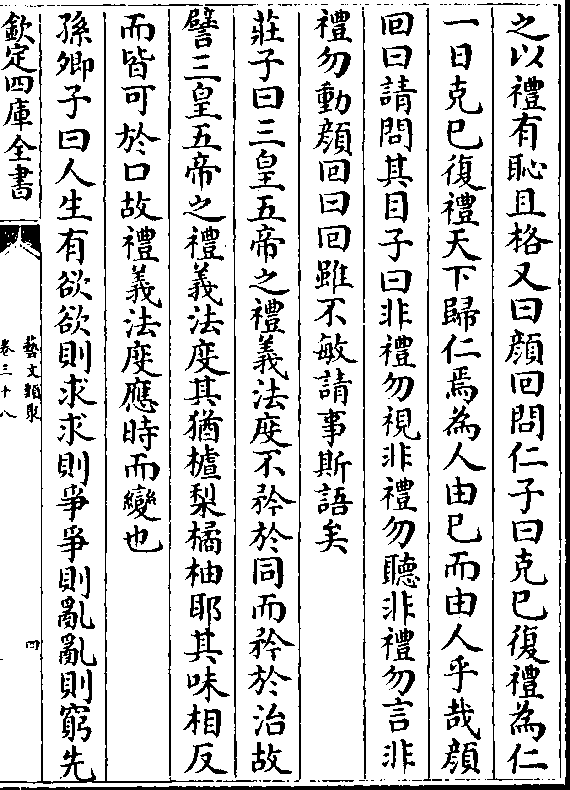 之以禮有恥且格又曰顔回問仁子曰克已復禮為仁
一日克已復禮天下歸仁焉為人由已而由人乎哉顔
回曰請問其目子曰非禮勿視非禮勿聽非禮勿言非
禮勿動顔回曰回雖不敏請事斯語矣
莊子曰三皇五帝之禮義法度不矜於同而矜於治故
譬三皇五帝之禮義法度其猶樝梨橘柚耶其味相反
而皆可於口故禮義法度應時而變也
孫卿子曰人生有欲欲則求求則爭爭則亂亂則窮先
欽定四庫全書
藝文類聚
卷三十八
四